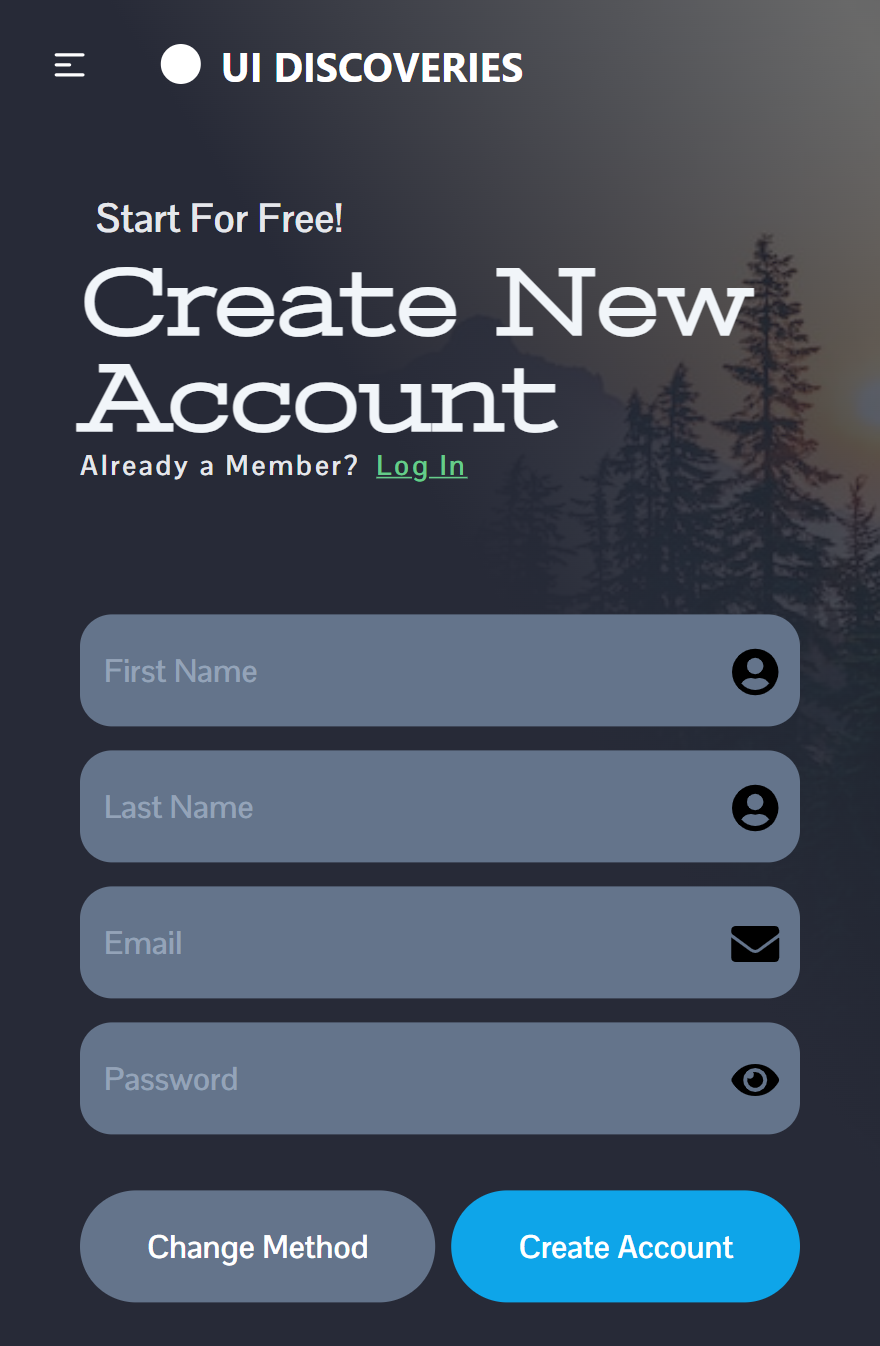 UI DISCOVERIES
Start For Free!
Create New
Account
Already a Member? Log In
First Name
Last Name
Email
Password
Change Method
Create Account